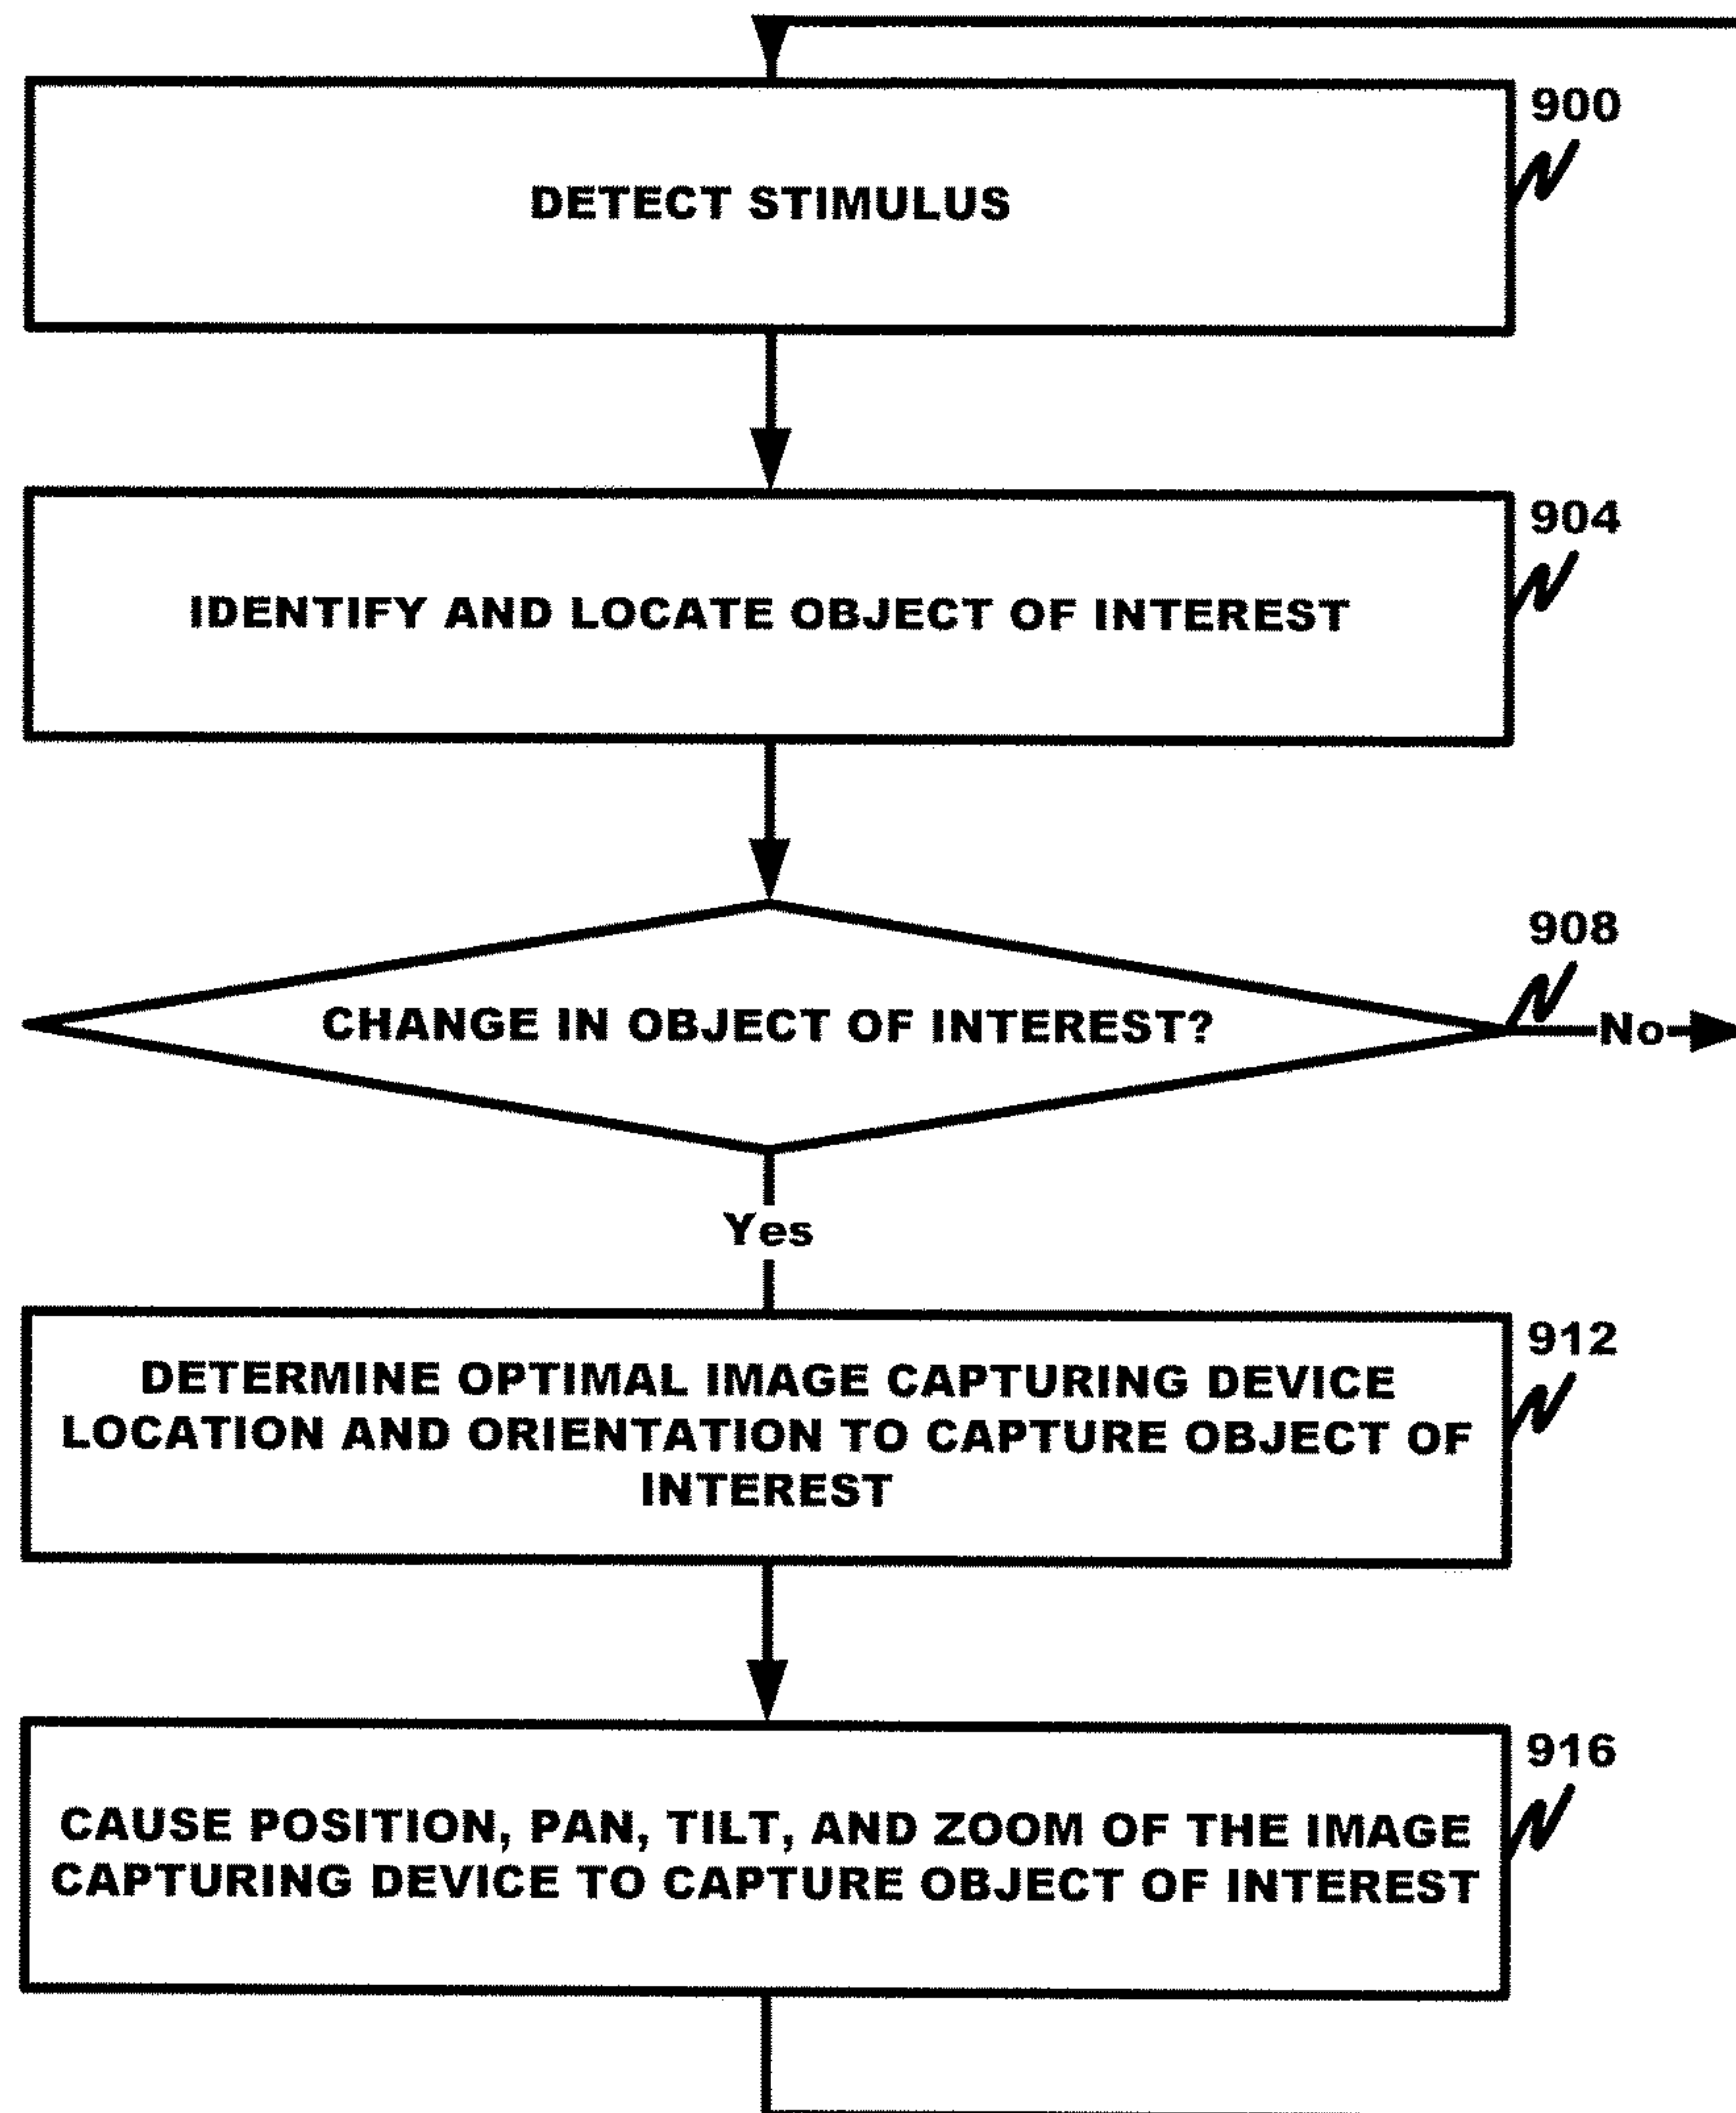 900
DETECT STIMULUS
904
IDENTIFY AND LOCATE OBJECT OF INTEREST
908
CHANGE IN OBJECT OF INTEREST?
No
Yes
912
DETERMINE OPTIMAL IMAGE CAPTURING DEVICE
LOCATION AND ORIENTATION TO CAPTURE OBJECT OF
INTEREST
916
CAUSE POSITION, PAN, TILT, AND ZOOM OF THE IMAGE
CAPTURING DEVICE TO CAPTURE OBJECT OF INTEREST